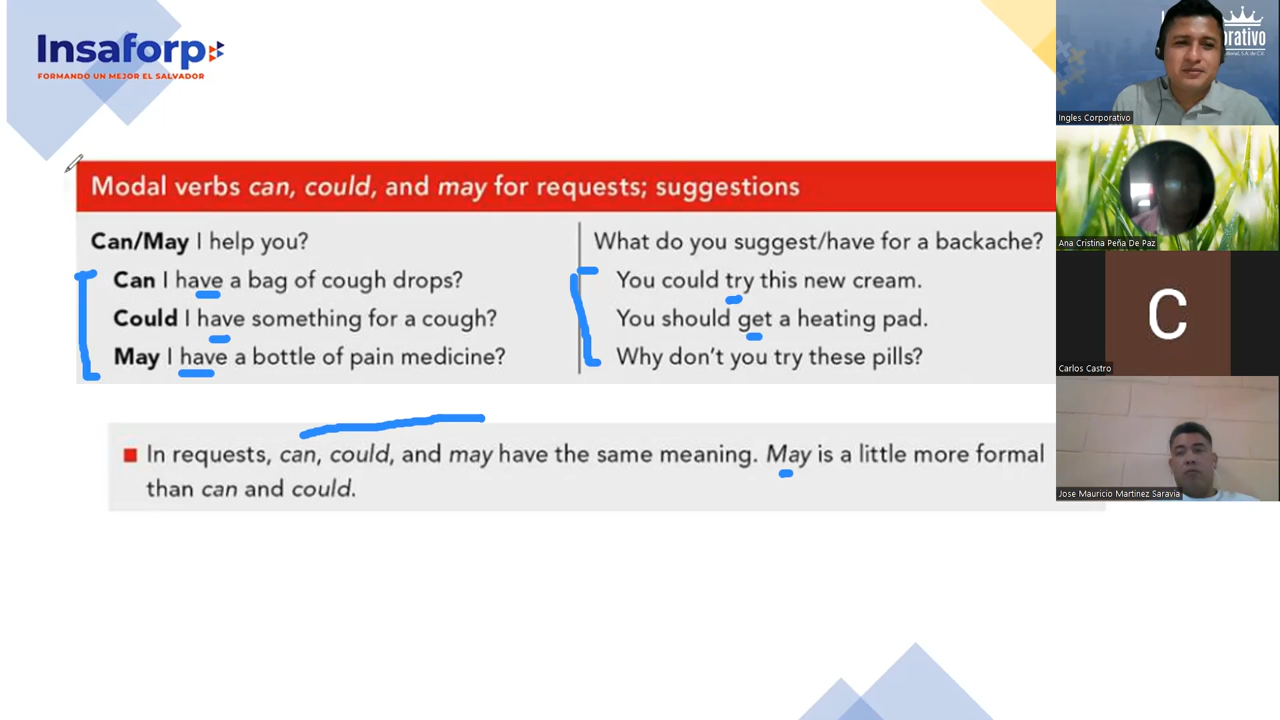 Insaforp
FORMANDO UN MEJOR EL SALVADOR
Modal verbs can, could, and may for requests; suggestions
Can/May I help you?
Can I have a bag of cough drops?
Could I have something for a cough?
May I have a bottle of pain medicine?
What do you suggest/have for a backache?
You could try this new cream.
You should get a heating pad.
Why don't you try these pills?
In requests, can, could, and may have the same meaning. May is a little more formal
than can and could.
Ingles Corporativo
Ana Cristina Peña De Paz
C
Carlos Castro
Jose Mauricio Martinez Saravia